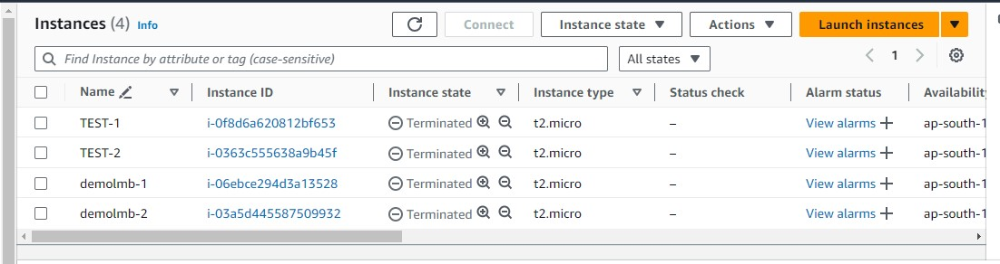 Instances (4) Info Connect Instance state Actions Launch instances
Find Instance by attribute or tag (case-sensitive) All states 1
Name Instance ID Instance state Instance type Status check Alarm status Availability
TEST-1 i-0f8d6a620812bf653 Terminated t2.micro – View alarms ap-south-1
TEST-2 i-0363c555638a9b45f Terminated t2.micro – View alarms ap-south-1
demolmb-1 i-06ebce294d3a13528 Terminated t2.micro – View alarms ap-south-1
demolmb-2 i-03a5d445587509932 Terminated t2.micro – View alarms ap-south-1